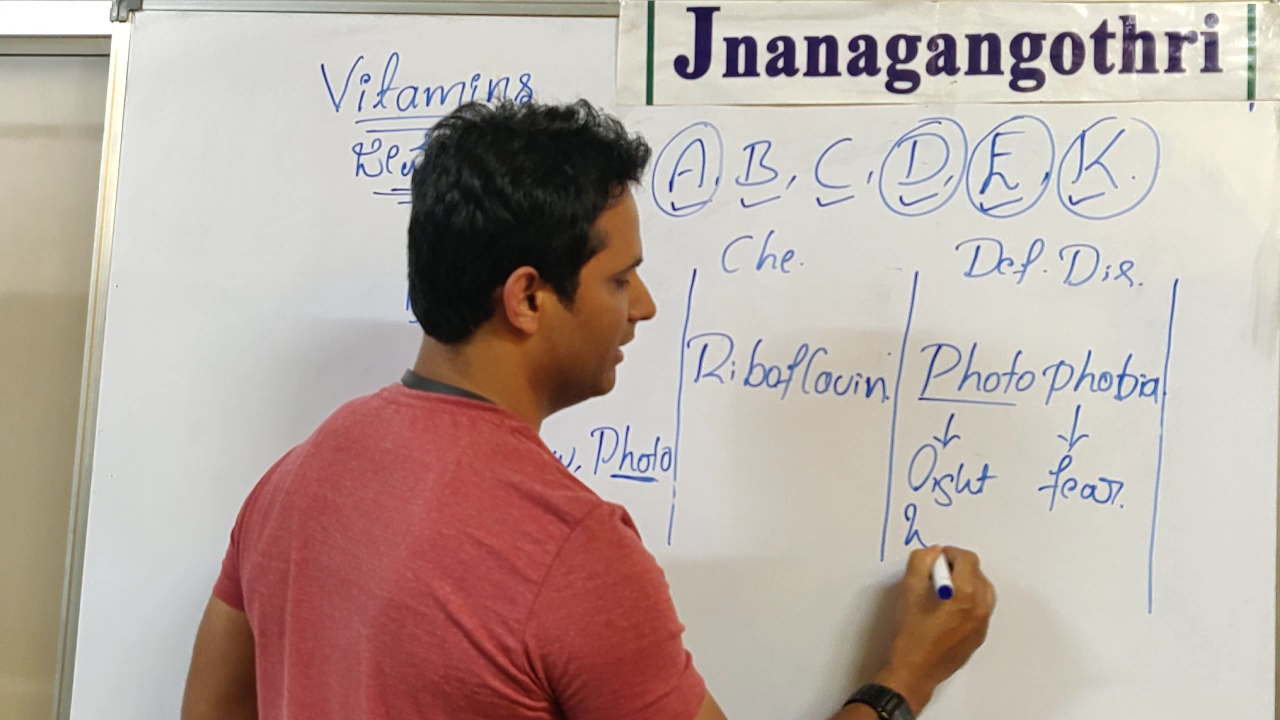 Jnanagangothri
Vitamins
A, B, C, D, E, K.
Che. Def. Dis.
Riboflavin. Photophobia
Photo
Light fear.